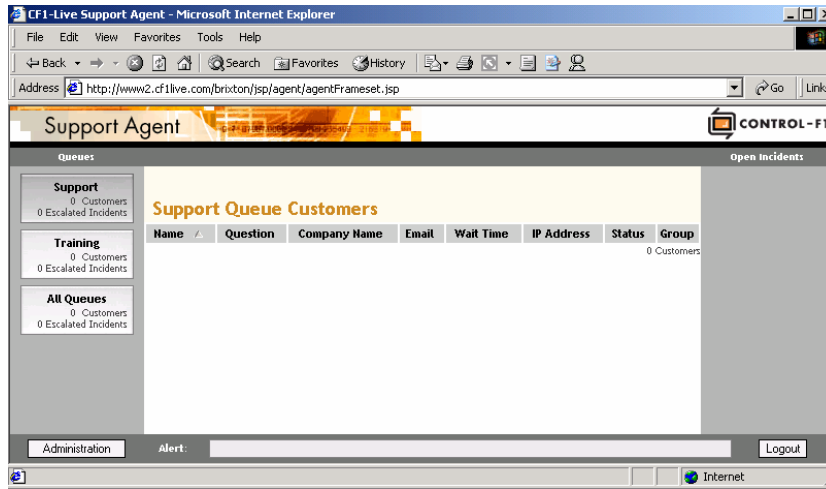 CF1-Live Support Agent - Microsoft Internet Explorer
File Edit View Favorites Tools Help
Back Search Favorites History
Address http://www2.cf1live.com/brixton/jsp/agent/agentFrameset.jsp Go Link
Support Agent CONTROL-F1
Queues Open Incidents
Support
0 Customers
0 Escalated Incidents
Training
0 Customers
0 Escalated Incidents
All Queues
0 Customers
0 Escalated Incidents
Support Queue Customers
Name Question Company Name Email Wait Time IP Address Status Group
0 Customers
Administration Alert: Logout
Internet